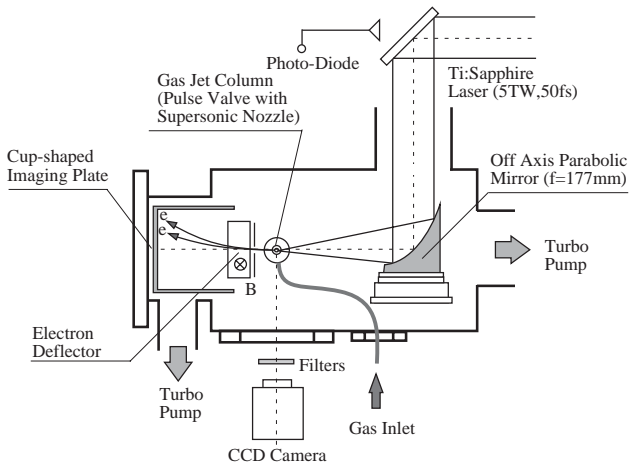 Photo-Diode
Ti:Sapphire
Laser (5TW,50fs)
Gas Jet Column
(Pulse Valve with
Supersonic Nozzle)
Cup-shaped
Imaging Plate
Off Axis Parabolic
Mirror (f=177mm)
e
e
B
Turbo
Pump
Electron
Deflector
Filters
Turbo
Pump
Gas Inlet
CCD Camera